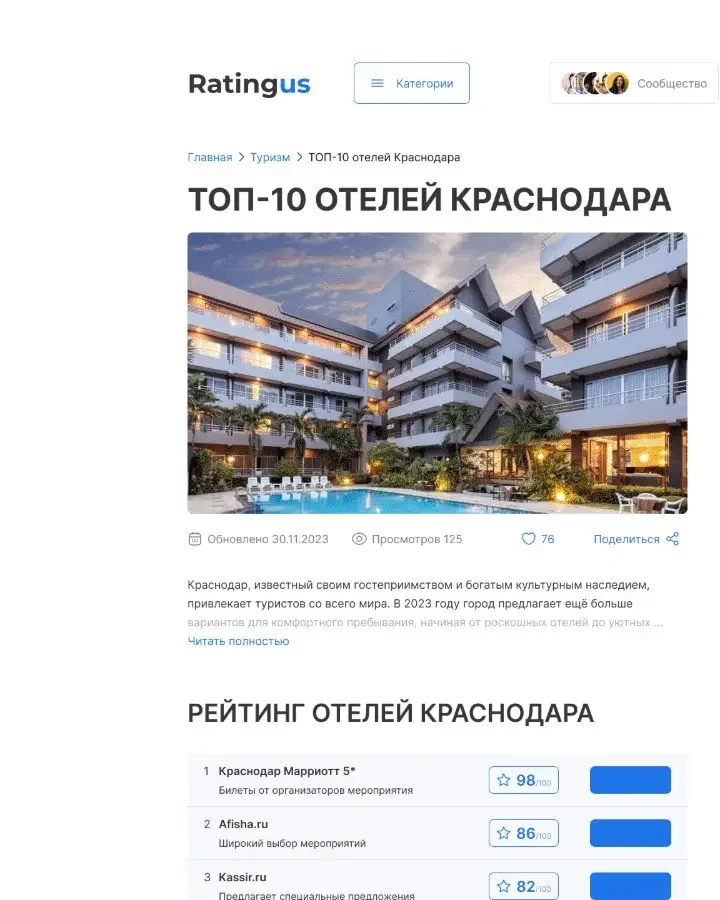 Ratingus
Категории
Сообщество
Главная > Туризм > ТОП-10 отелей Краснодара
ТОП-10 ОТЕЛЕЙ КРАСНОДАРА
Обновлено 30.11.2023
Просмотров 125
76
Поделиться
Краснодар, известный своим гостеприимством и богатым культурным наследием,
привлекает туристов со всего мира. В 2023 году город предлагает ещё больше
вариантов для комфортного пребывания, начиная от роскошных отелей до уютных ...
Читать полностью
РЕЙТИНГ ОТЕЛЕЙ КРАСНОДАРА
1 Краснодар Марриотт 5*
Билеты от организаторов мероприятия
98/100
2 Afisha.ru
Широкий выбор мероприятий
86/100
3 Kassir.ru
Предлагает специальные предложения
82/100